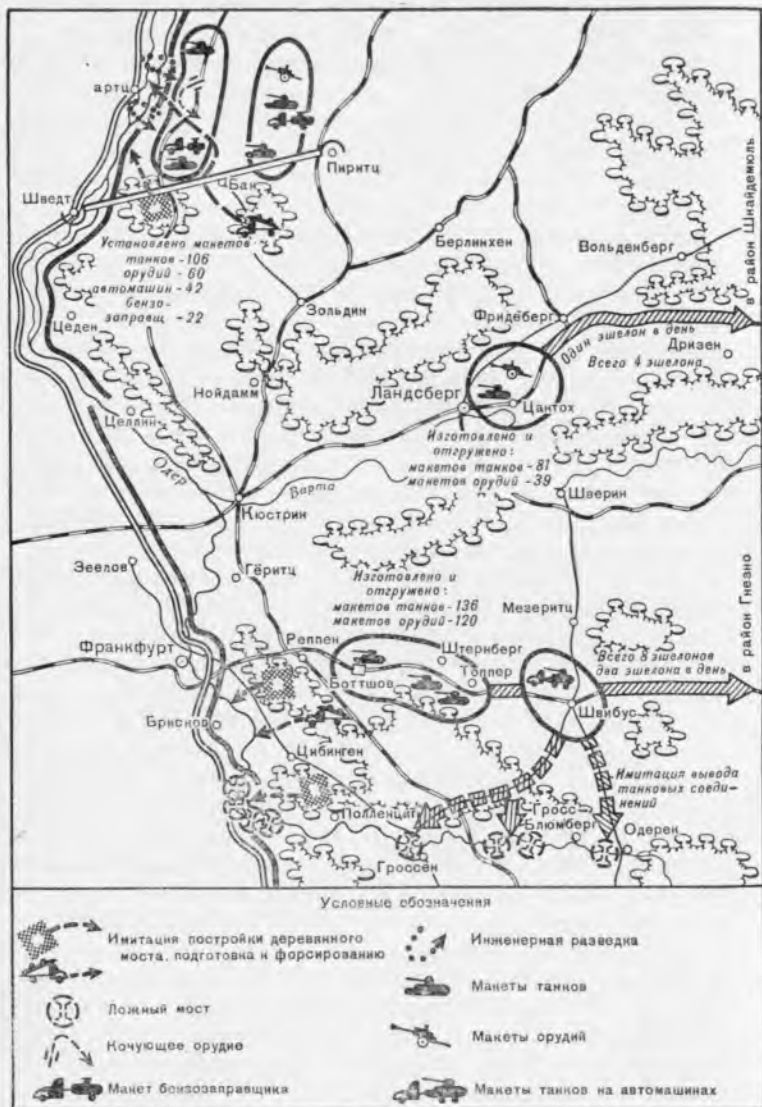 артц
Пиритц
Бан
Шведт
Установлено макетов
танков -106
орудий - 60
автомашин - 42
бензо-
заправщ - 22
Берлинхен
Вольденберг
в район Шнайдемюль
Зольдин
Цеден
Фридеберг
Один эшелон в день
Всего 4 эшелона
Дризен
Нойдамм
Ландсберг
Цантох
Целлин
Изготовлено и
отгружено:
макетов танков - 81
макетов орудий - 39
Одер
Варта
Шверин
Кюстрин
Зеелов
Гёритц
Изготовлено и
отгружено:
макетов танков - 136
макетов орудий - 120
Мезеритц
Франкфурт
Реппен
Штернберг
Топпер
Боттшов
Всего 8 эшелонов
два эшелона в день
в район Гнезно
Швибус
Цибинген
Имитация вывода
танковых соеди-
нений
Полленциг
Гросс-
Блюмберг
Одерек
Гроссен
Условные обозначения
Имитация постройки деревянного
моста, подготовка к форсированию
Инженерная разведка
Макеты танков
Ложный мост
Макеты орудий
Кочующее орудие
Макет бензозаправщика
Макеты танков на автомашинах